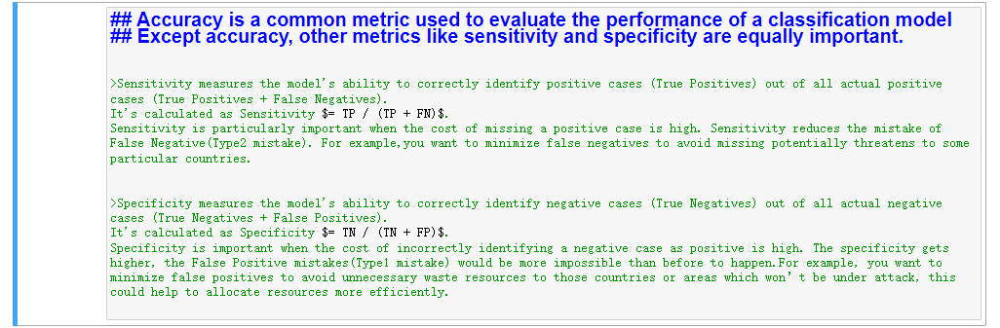 ## Accuracy is a common metric used to evaluate the performance of a classification model
## Except accuracy, other metrics like sensitivity and specificity are equally important.
>Sensitivity measures the model's ability to correctly identify positive cases (True Positives) out of all actual positive
cases (True Positives + False Negatives).
It's calculated as Sensitivity $= TP / (TP + FN)$.
Sensitivity is particularly important when the cost of missing a positive case is high. Sensitivity reduces the mistake of
False Negative(Type2 mistake). For example,you want to minimize false negatives to avoid missing potentially threatens to some
particular countries.
>Specificity measures the model's ability to correctly identify negative cases (True Negatives) out of all actual negative
cases (True Negatives + False Positives).
It's calculated as Specificity $= TN / (TN + FP)$.
Specificity is important when the cost of incorrectly identifying a negative case as positive is high. The specificity gets
higher, the False Positive mistakes(Type1 mistake) would be more impossible than before to happen.For example, you want to
minimize false positives to avoid unnecessary waste resources to those countries or areas which won’t be under attack, this
could help to allocate resources more efficiently.